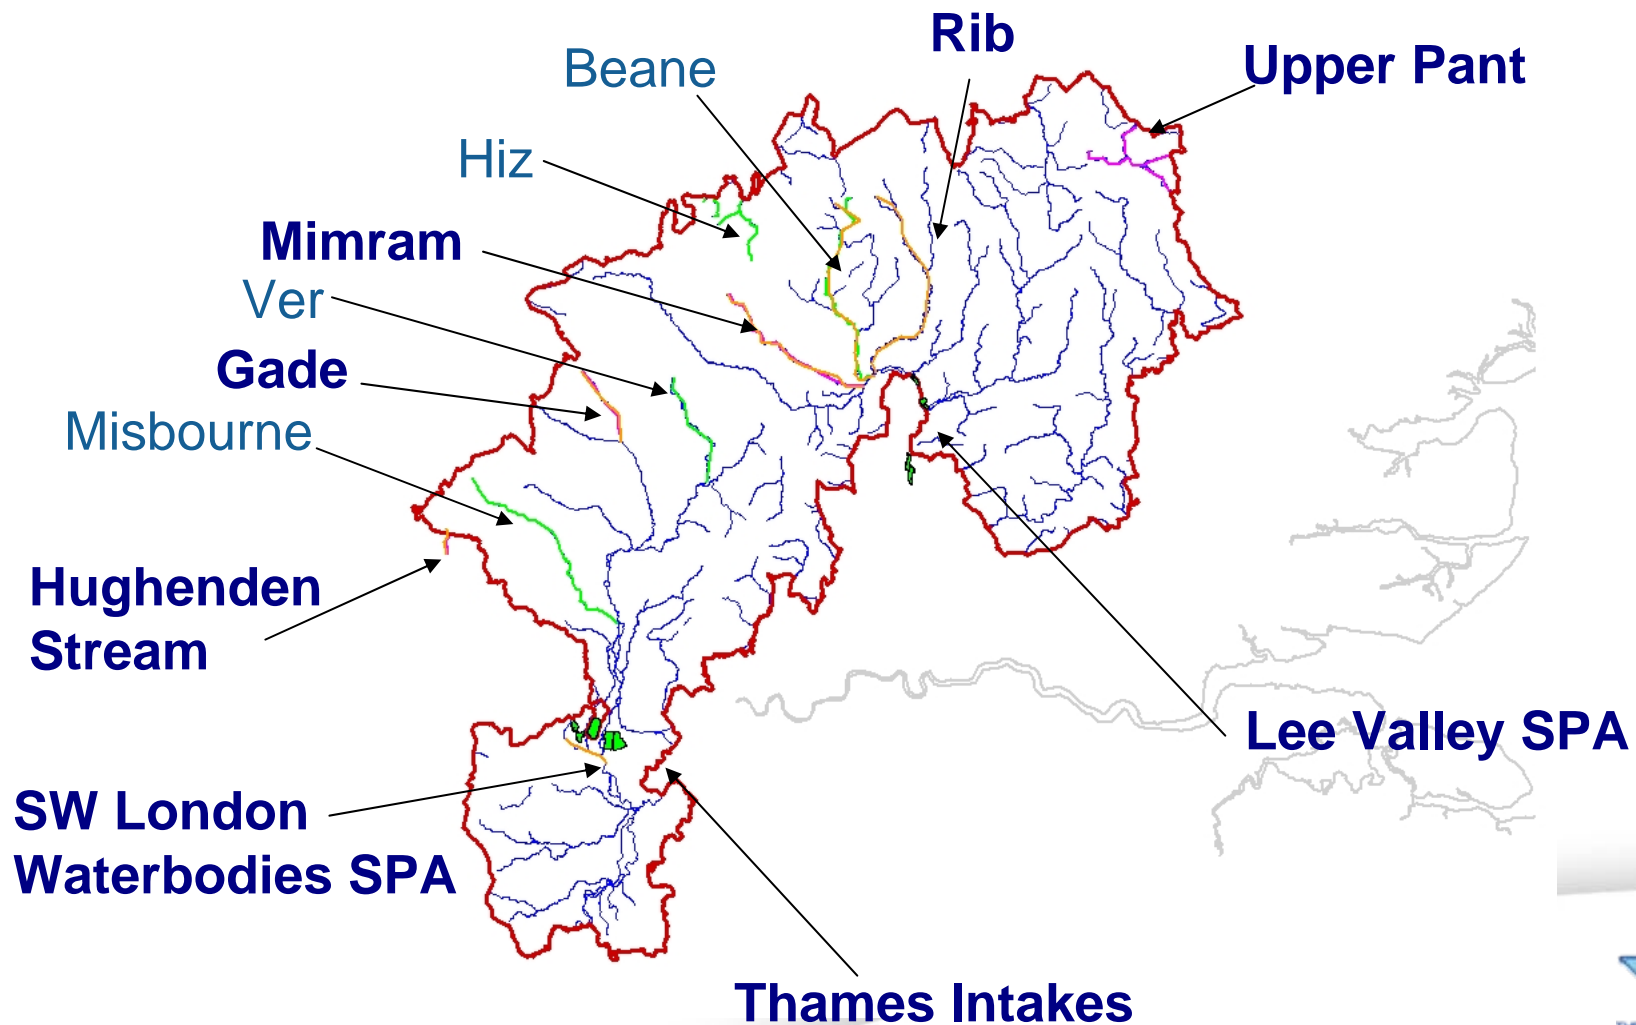 Rib
Beane
Upper Pant
Hiz
Mimram
Ver
Gade
Misbourne
Hughenden
Stream
Lee Valley SPA
SW London
Waterbodies SPA
Thames Intakes